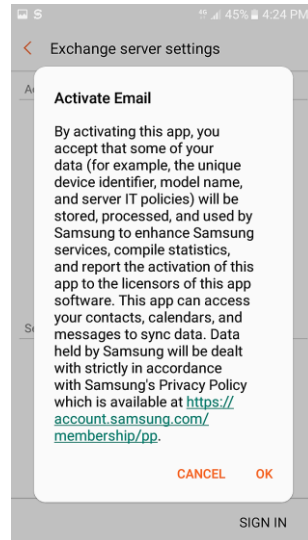 45% 4:24 PM
Exchange server settings
Activate Email
By activating this app, you
accept that some of your
data (for example, the unique
device identifier, model name,
and server IT policies) will be
stored, processed, and used by
Samsung to enhance Samsung
services, compile statistics,
and report the activation of this
app to the licensors of this app
software. This app can access
your contacts, calendars, and
messages to sync data. Data
held by Samsung will be dealt
with strictly in accordance
with Samsung's Privacy Policy
which is available at https://
account.samsung.com/
membership/pp.
CANCEL OK
SIGN IN